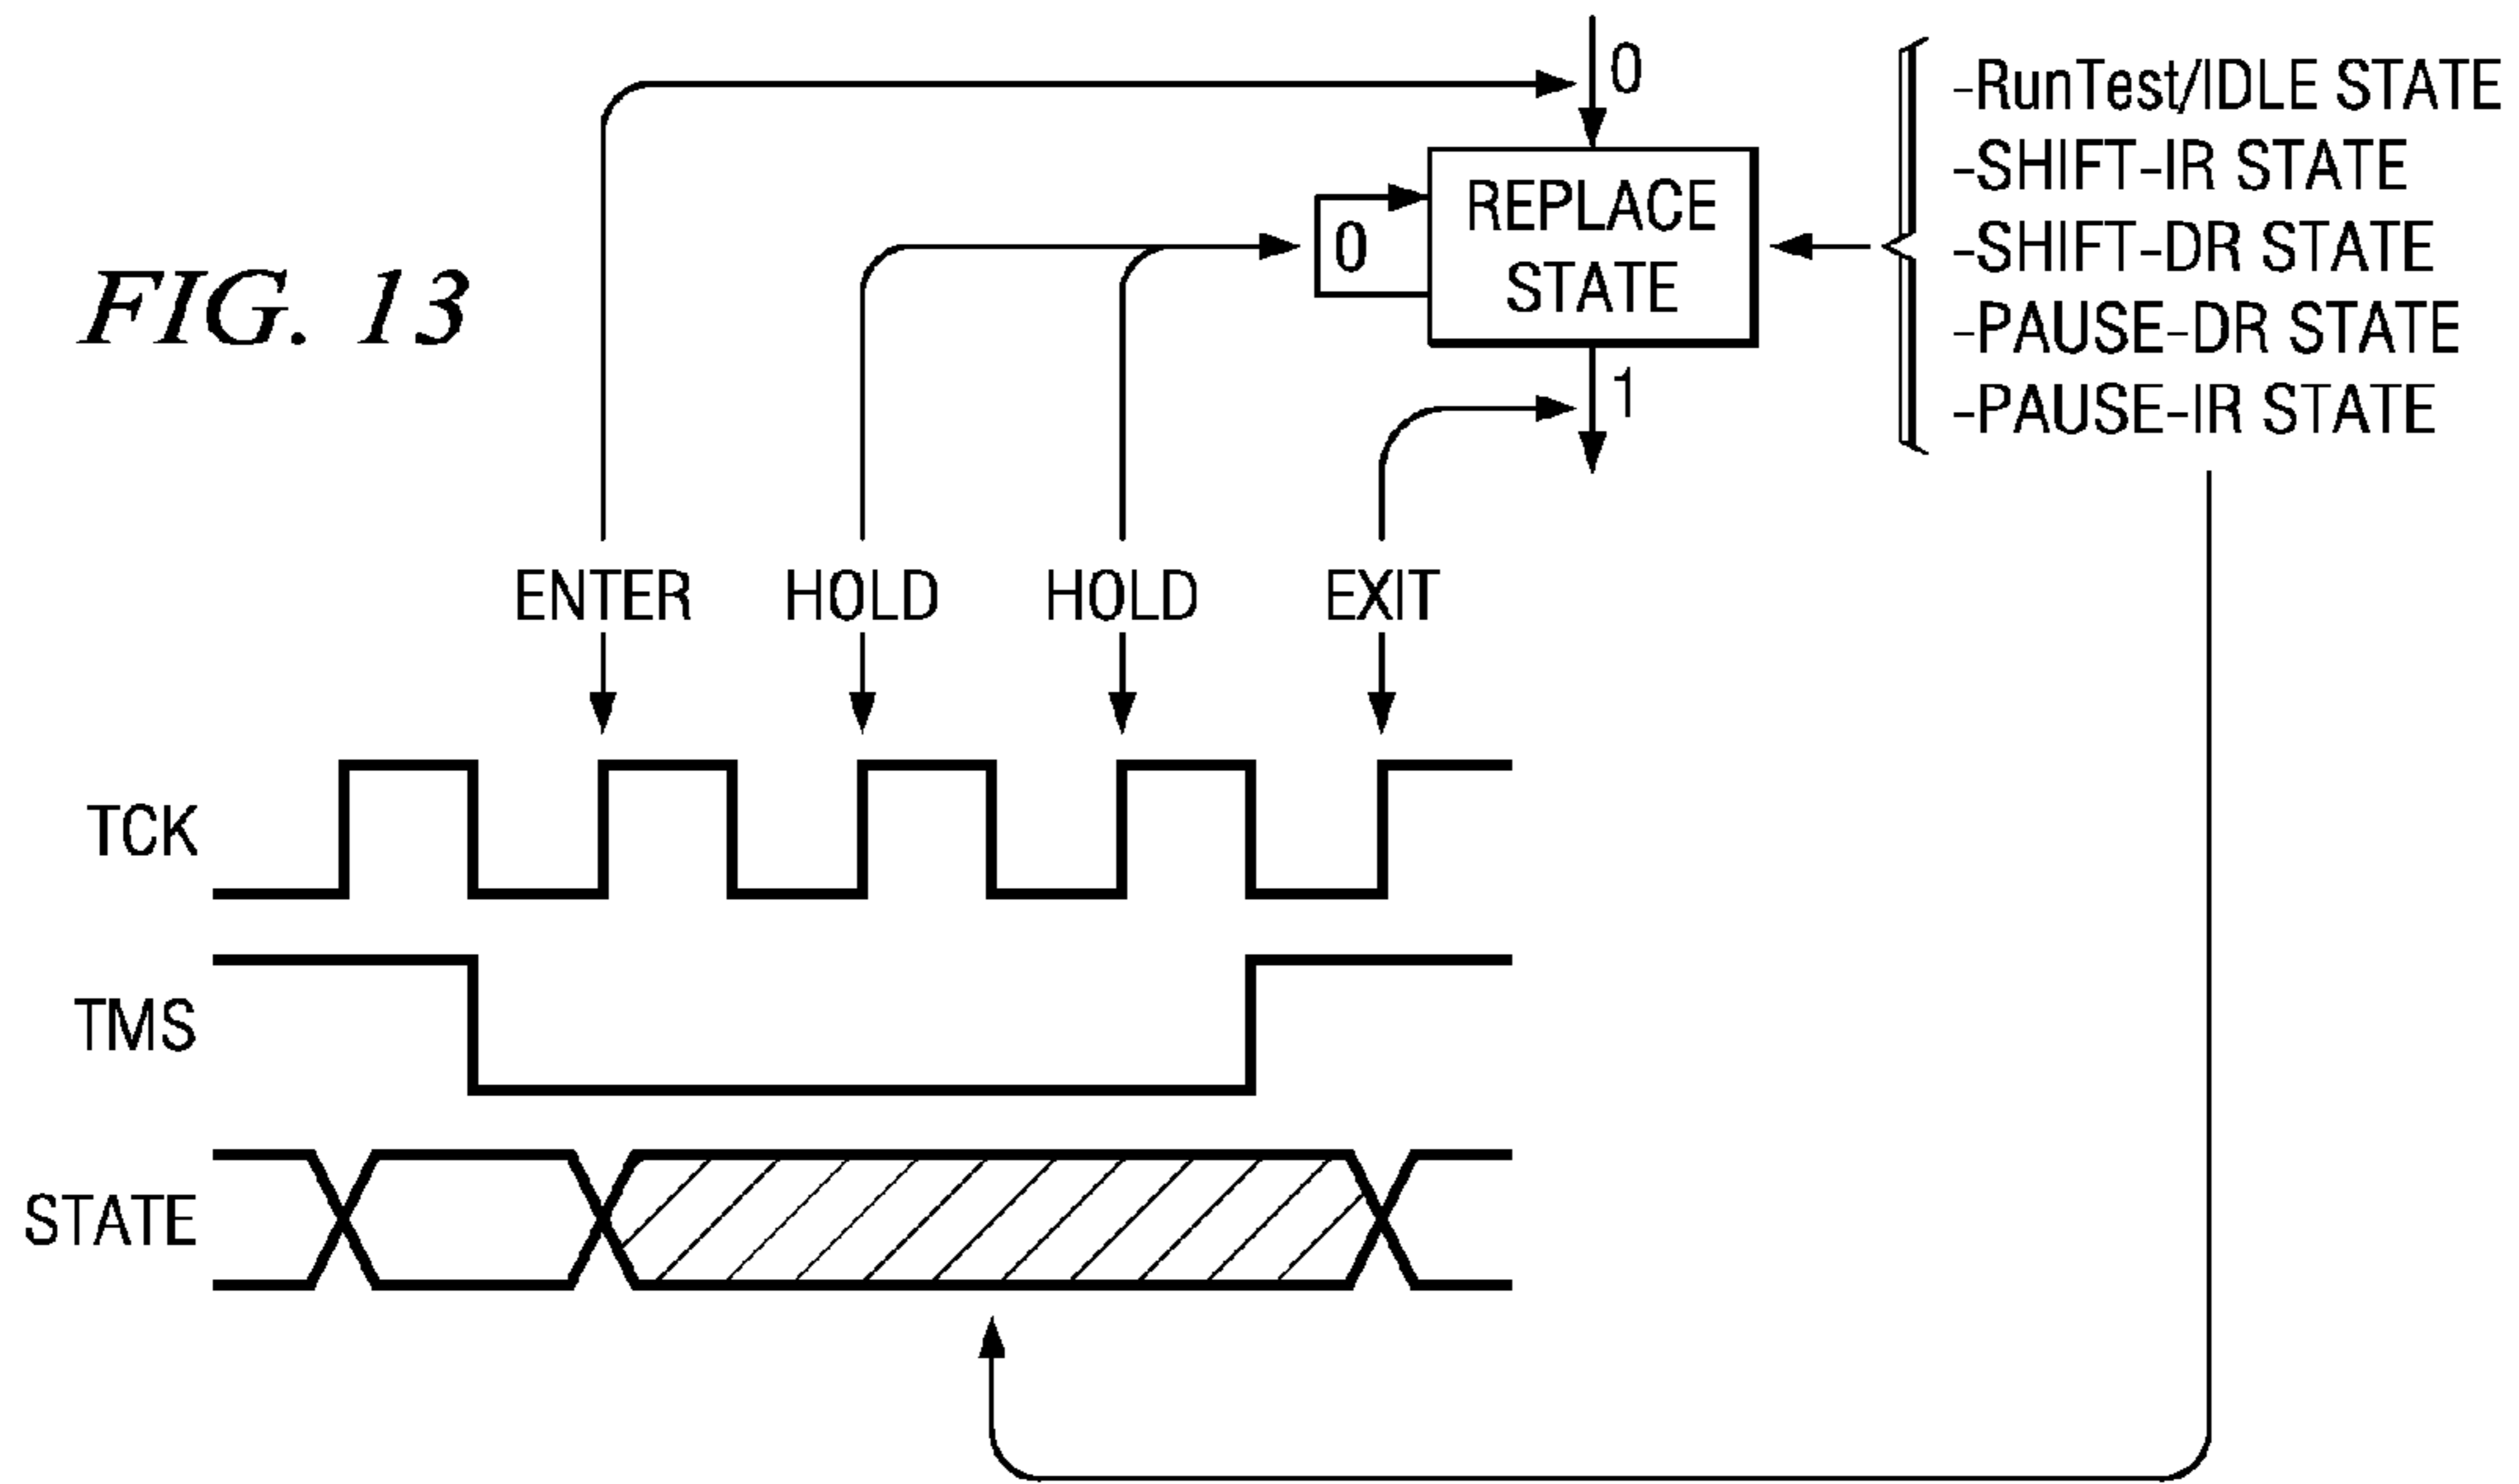 FIG. 13
0
0
REPLACE
STATE
1
-RunTest/IDLE STATE
-SHIFT-IR STATE
-SHIFT-DR STATE
-PAUSE-DR STATE
-PAUSE-IR STATE
ENTER HOLD HOLD EXIT
TCK
TMS
STATE